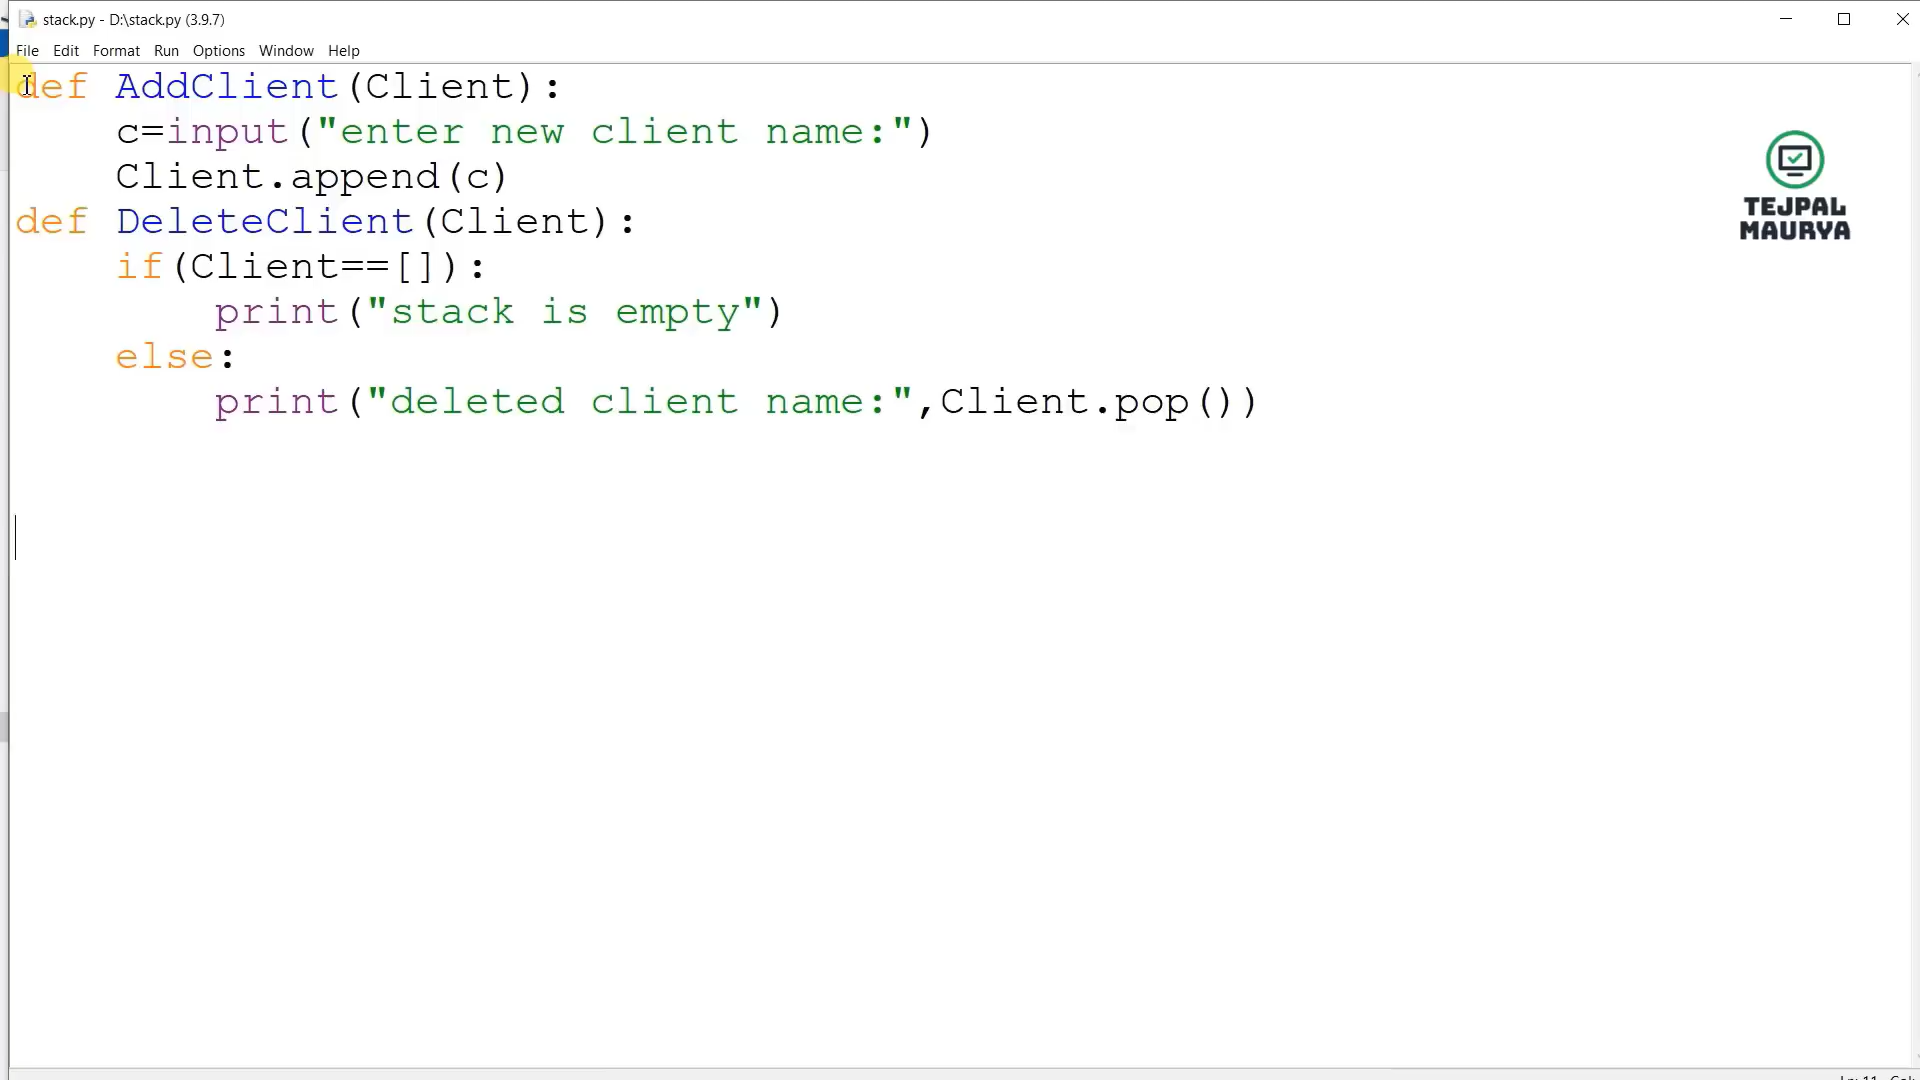 stack.py - D:\stack.py (3.9.7)
File Edit Format Run Options Window Help
def AddClient(Client):
    c=input("enter new client name:")
    Client.append(c)
def DeleteClient(Client):
    if(Client==[]):
        print("stack is empty")
    else:
        print("deleted client name:",Client.pop())
TEJPAL
MAURYA